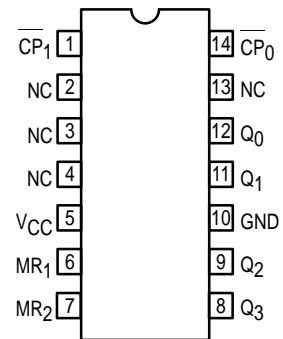 CP1 1 14 CP0
NC 2 13 NC
NC 3 12 Q0
NC 4 11 Q1
VCC 5 10 GND
MR1 6 9 Q2
MR2 7 8 Q3